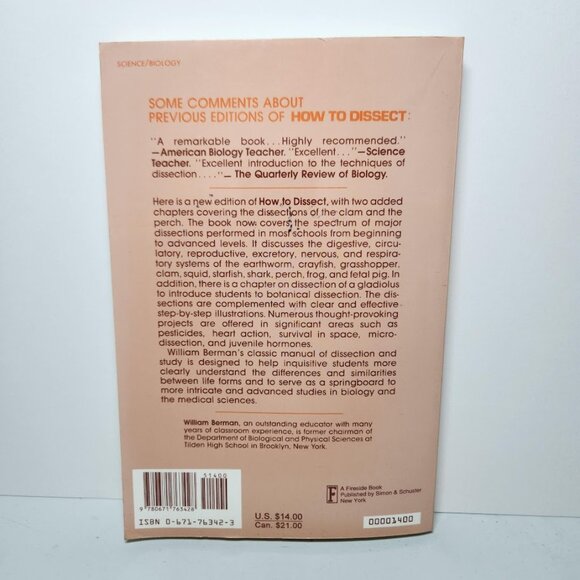 SCIENCE/BIOLOGY
SOME COMMENTS ABOUT
PREVIOUS EDITIONS OF HOW TO DISSECT:
"A remarkable book...Highly recommended."
—American Biology Teacher. "Excellent..."—Science
Teacher. "Excellent introduction to the techniques of
dissection...."— The Quarterly Review of Biology.
Here is a new edition of How to Dissect, with two added
chapters covering the dissections of the clam and the
perch. The book now covers the spectrum of major
dissections performed in most schools from beginning
to advanced levels. It discusses the digestive, circu-
latory, reproductive, excretory, nervous, and respira-
tory systems of the earthworm, crayfish, grasshopper,
clam, squid, starfish, shark, perch, frog, and fetal pig. In
addition, there is a chapter on dissection of a gladiolus
to introduce students to botanical dissection. The dis-
sections are complemented with clear and effective
step-by-step illustrations. Numerous thought-provoking
projects are offered in significant areas such as
pesticides, heart action, survival in space, micro-
dissection, and juvenile hormones.
William Berman's classic manual of dissection and
study is designed to help inquisitive students more
clearly understand the differences and similarities
between life forms and to serve as a springboard to
more intricate and advanced studies in biology and
the medical sciences.
William Berman, an outstanding educator with many
years of classroom experience, is former chairman of
the Department of Biological and Physical Sciences at
Tilden High School in Brooklyn, New York.
51400
9 780671 763428
ISBN 0-671-76342-3
U.S. $14.00
Can. $21.00
F
A Fireside Book
Published by Simon & Schuster
New York
00001400